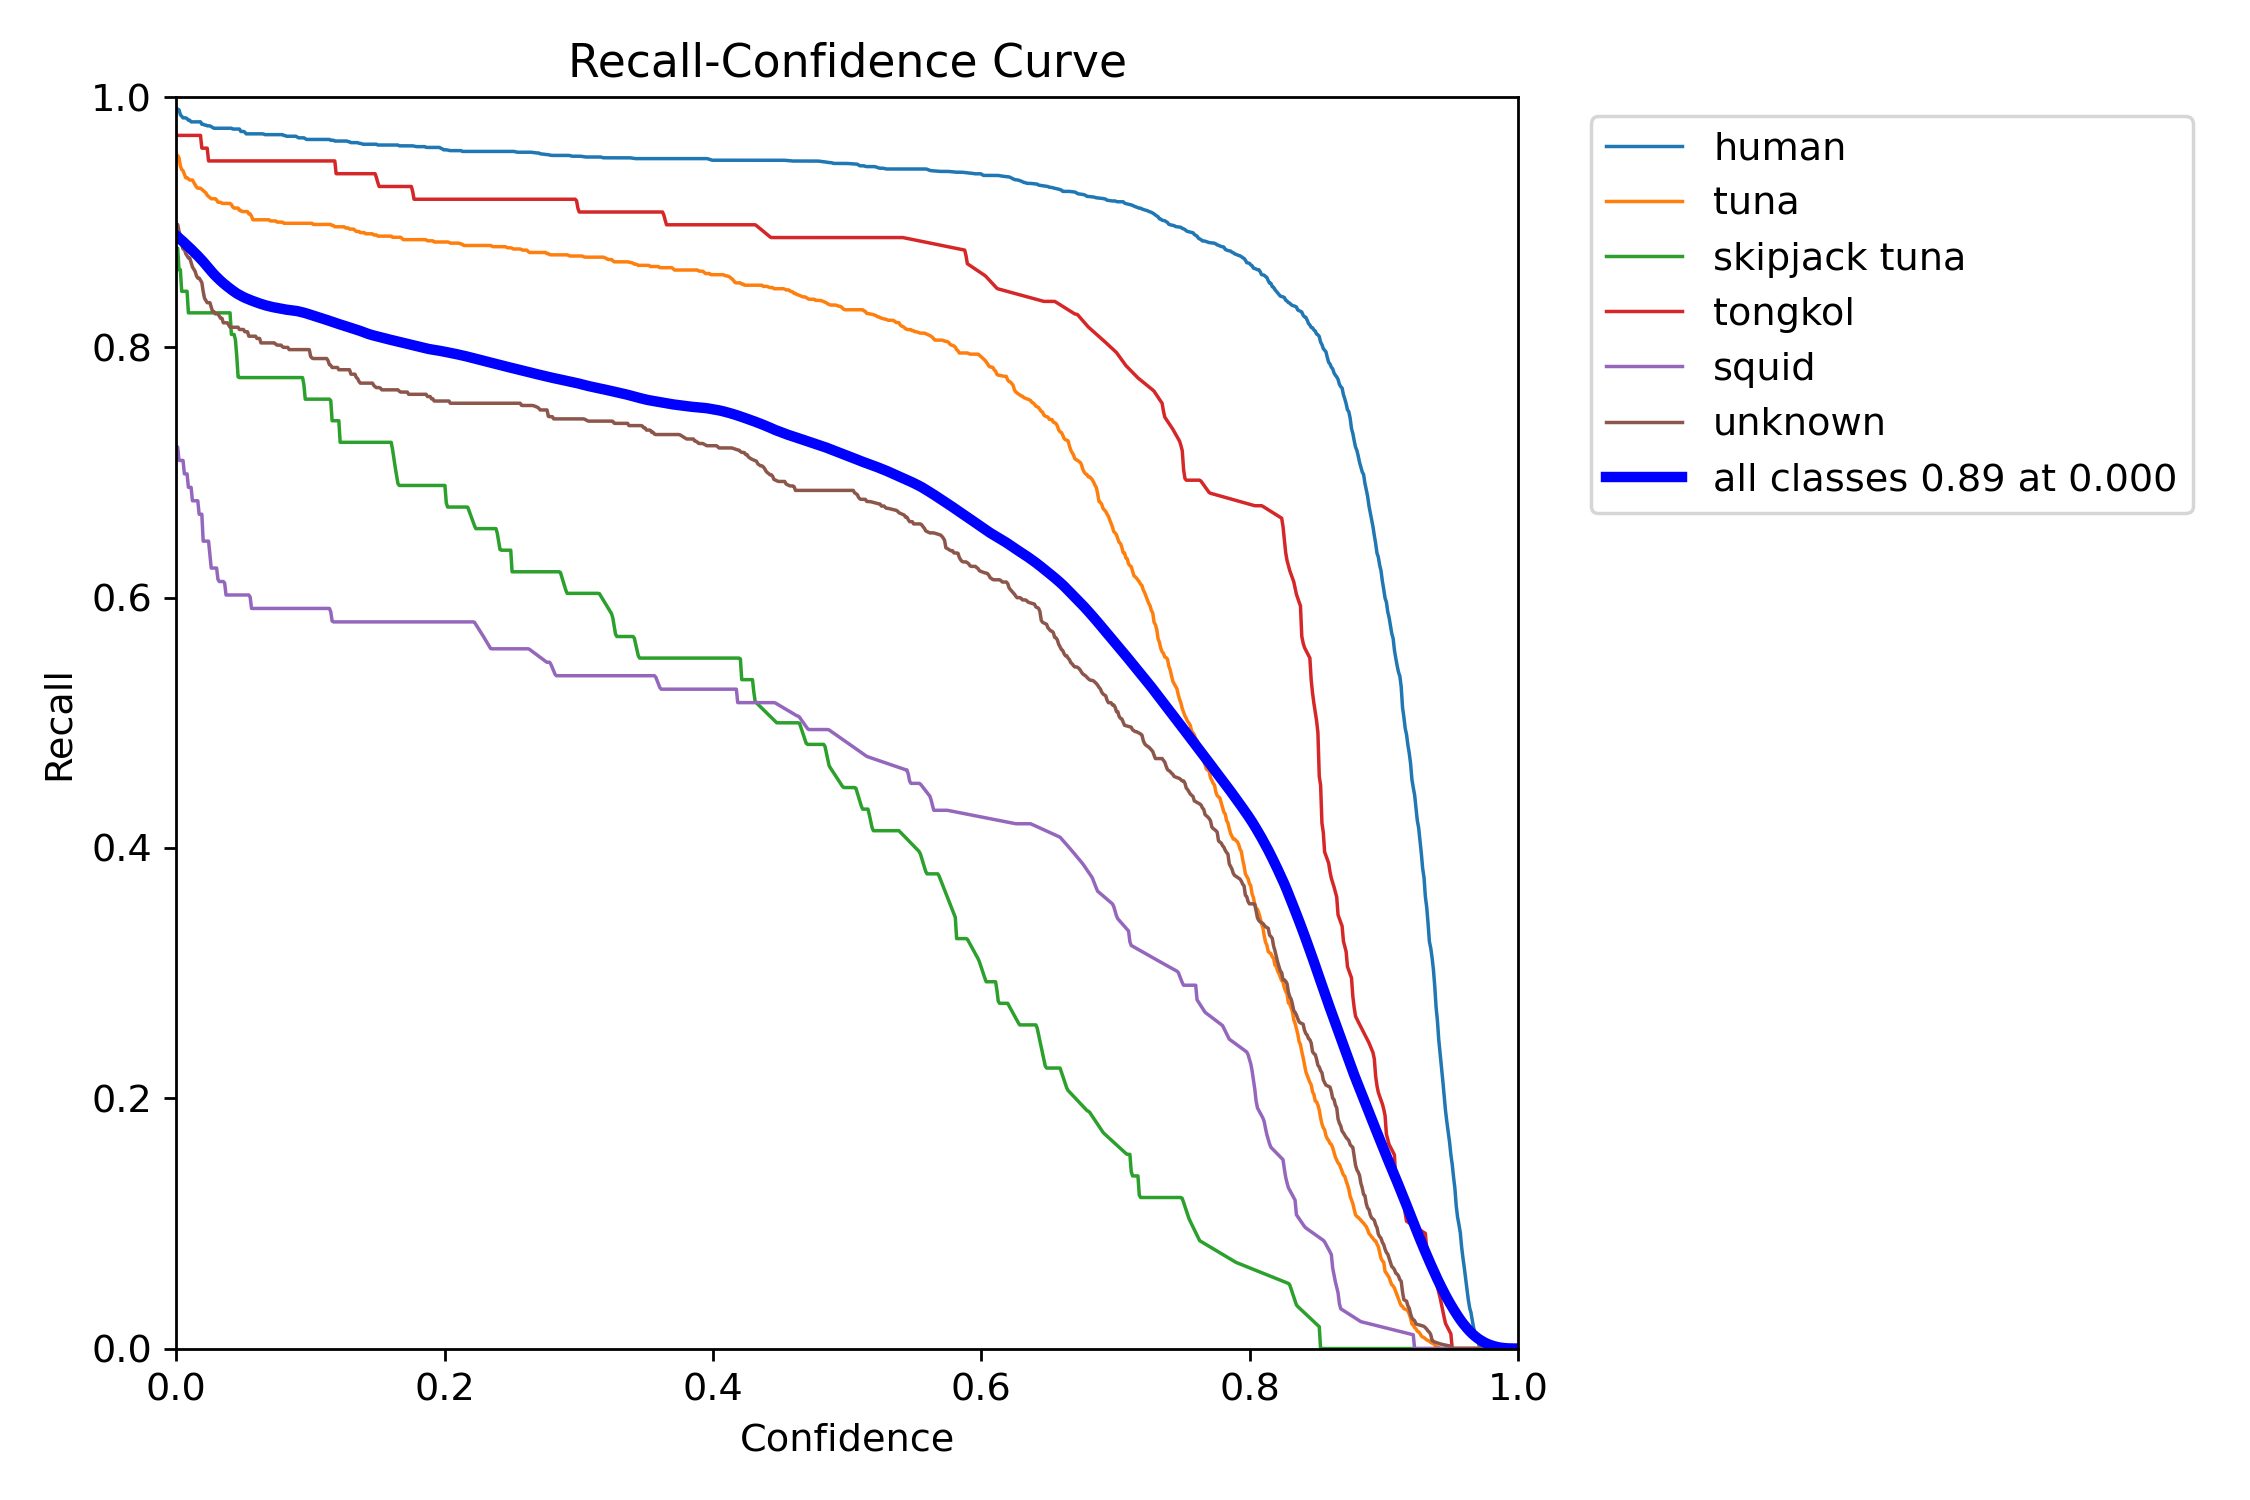 Recall-Confidence Curve
1.0
0.8
0.6
0.4
0.2
0.0
Recall
0.0 0.2 0.4 0.6 0.8 1.0
Confidence
human
tuna
skipjack tuna
tongkol
squid
unknown
all classes 0.89 at 0.000